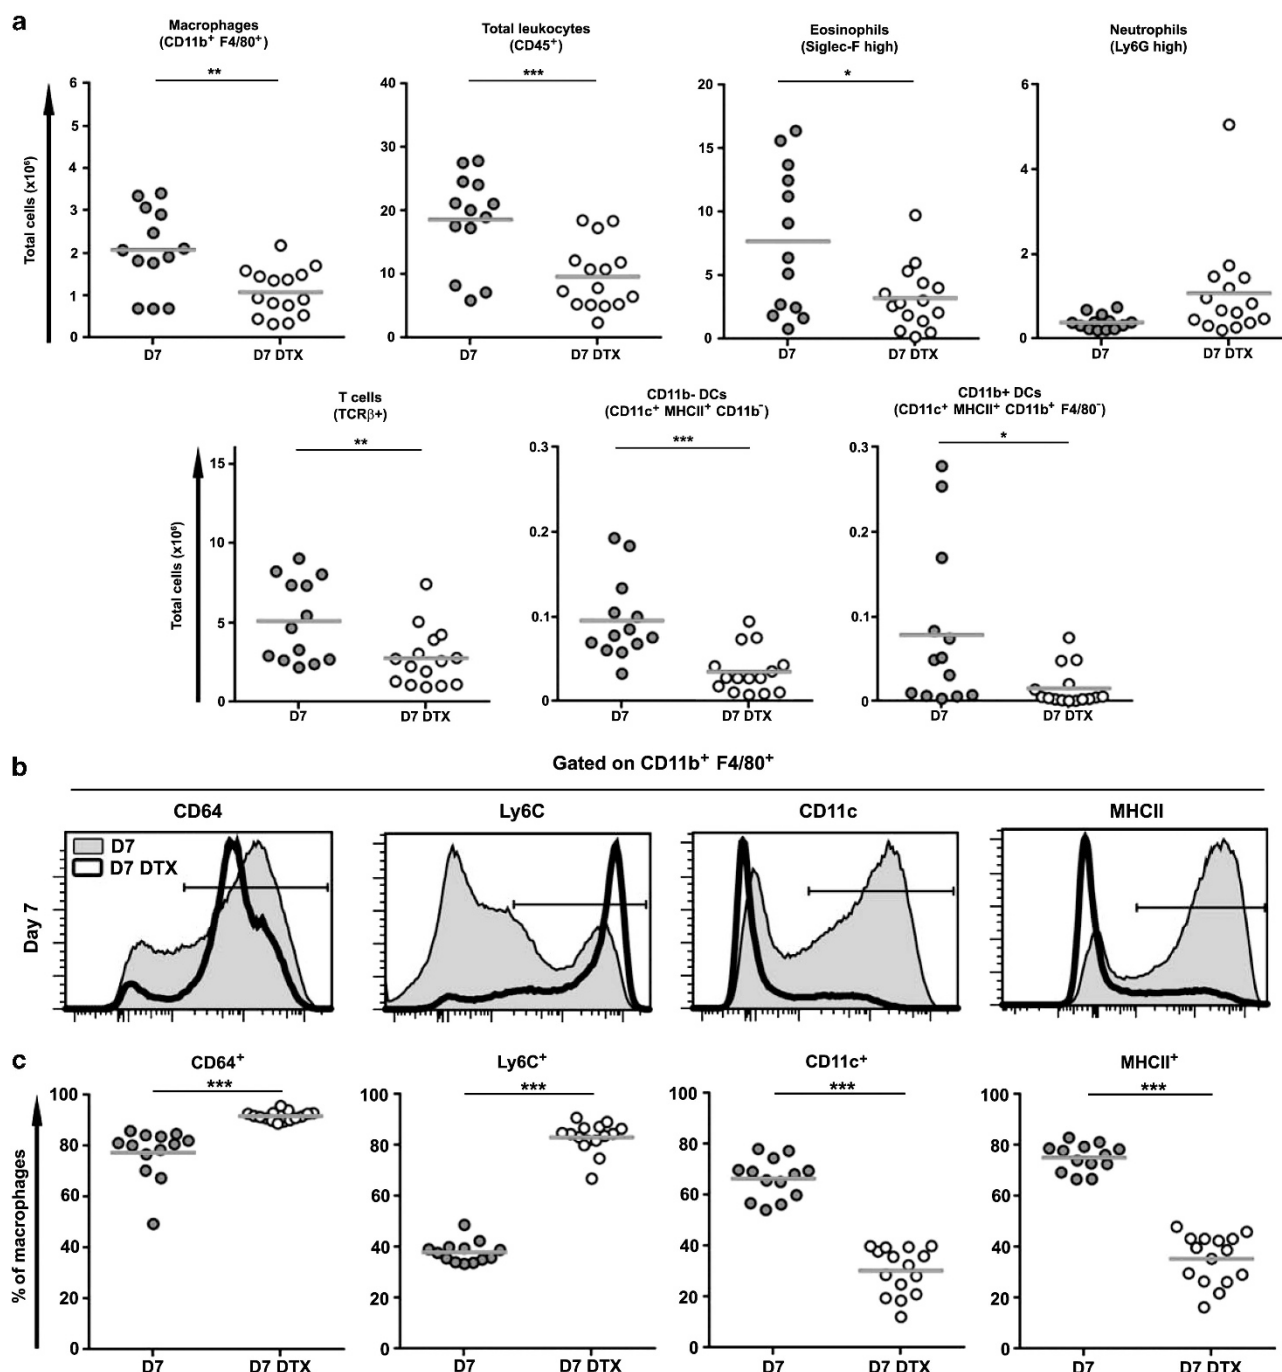 a
Macrophages
(CD11b⁺ F4/80⁺)
Total leukocytes
(CD45⁺)
Eosinophils
(Siglec-F high)
Neutrophils
(Ly6G high)
** *** *
Total cells (x10⁶)
6 5 4 3 2 1 0
40 30 20 10 0
20 15 10 5 0
6 4 2 0
D7 D7 DTX D7 D7 DTX D7 D7 DTX D7 D7 DTX
T cells
(TCRβ+)
CD11b- DCs
(CD11c⁺ MHCII⁺ CD11b⁻)
CD11b+ DCs
(CD11c⁺ MHCII⁺ CD11b⁺ F4/80⁻)
** *** *
Total cells (x10⁶)
15 10 5 0
0.3 0.2 0.1 0
0.3 0.2 0.1 0
D7 D7 DTX D7 D7 DTX D7 D7 DTX
b
Gated on CD11b⁺ F4/80⁺
CD64 Ly6C CD11c MHCII
D7
D7 DTX
Day 7
c
CD64⁺ Ly6C⁺ CD11c⁺ MHCII⁺
*** *** *** ***
% of macrophages
100 80 60 40 20 0
100 80 60 40 20 0
100 80 60 40 20 0
100 80 60 40 20 0
D7 D7 DTX D7 D7 DTX D7 D7 DTX D7 D7 DTX